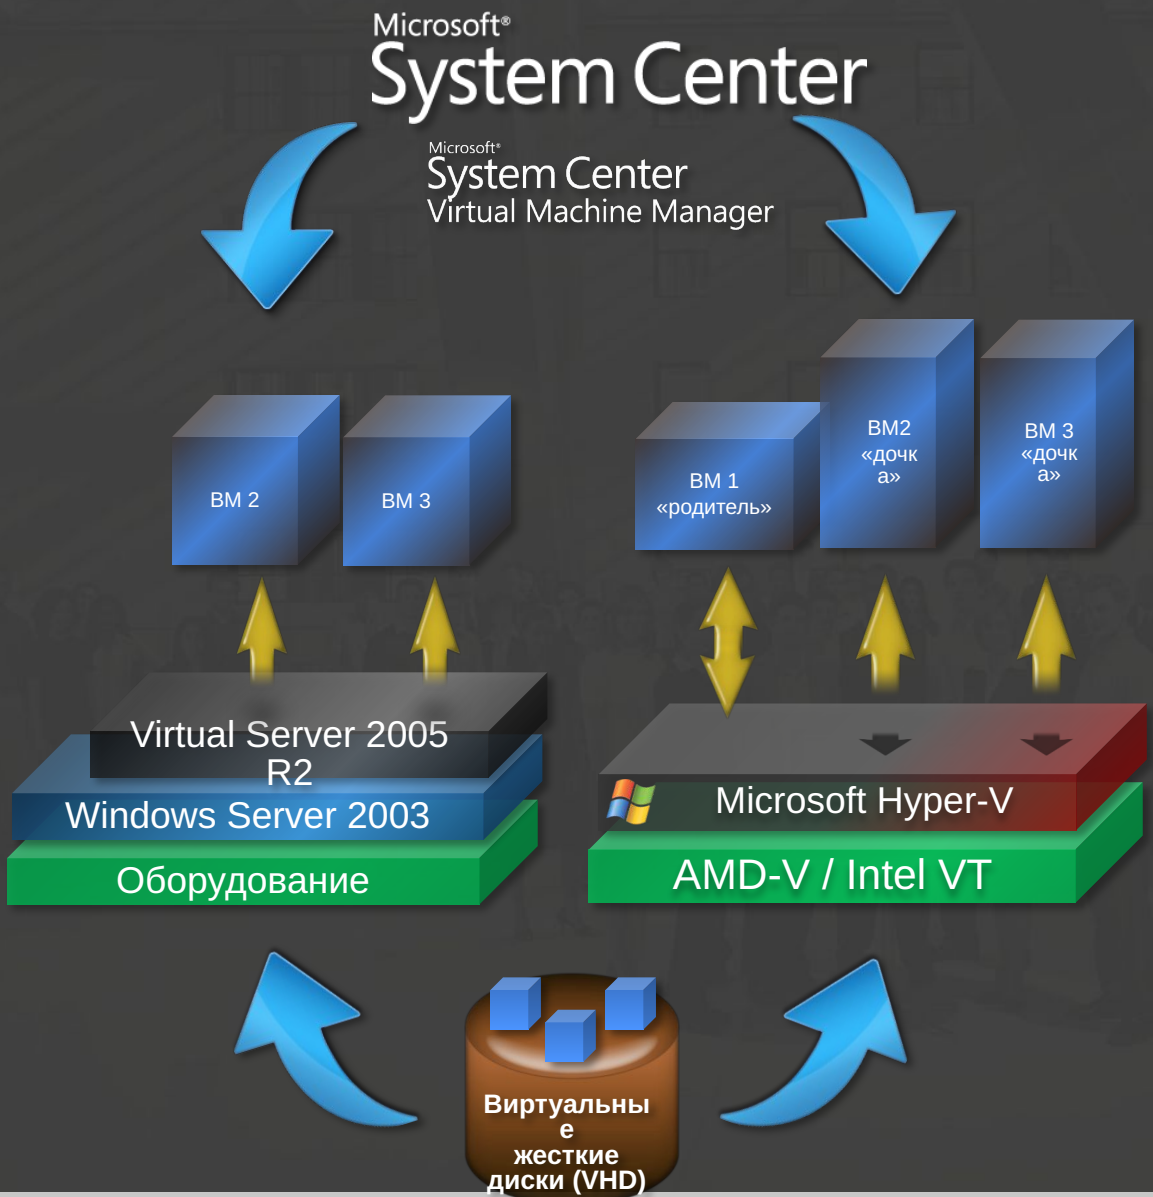 Microsoft®
System Center
Microsoft®
System Center
Virtual Machine Manager
ВМ 2
ВМ 3
ВМ 1
«родитель»
ВМ2
«дочк
а»
ВМ 3
«дочк
а»
Virtual Server 2005
R2
Windows Server 2003
Оборудование
Microsoft Hyper-V
AMD-V / Intel VT
Виртуальны
е
жесткие
диски (VHD)